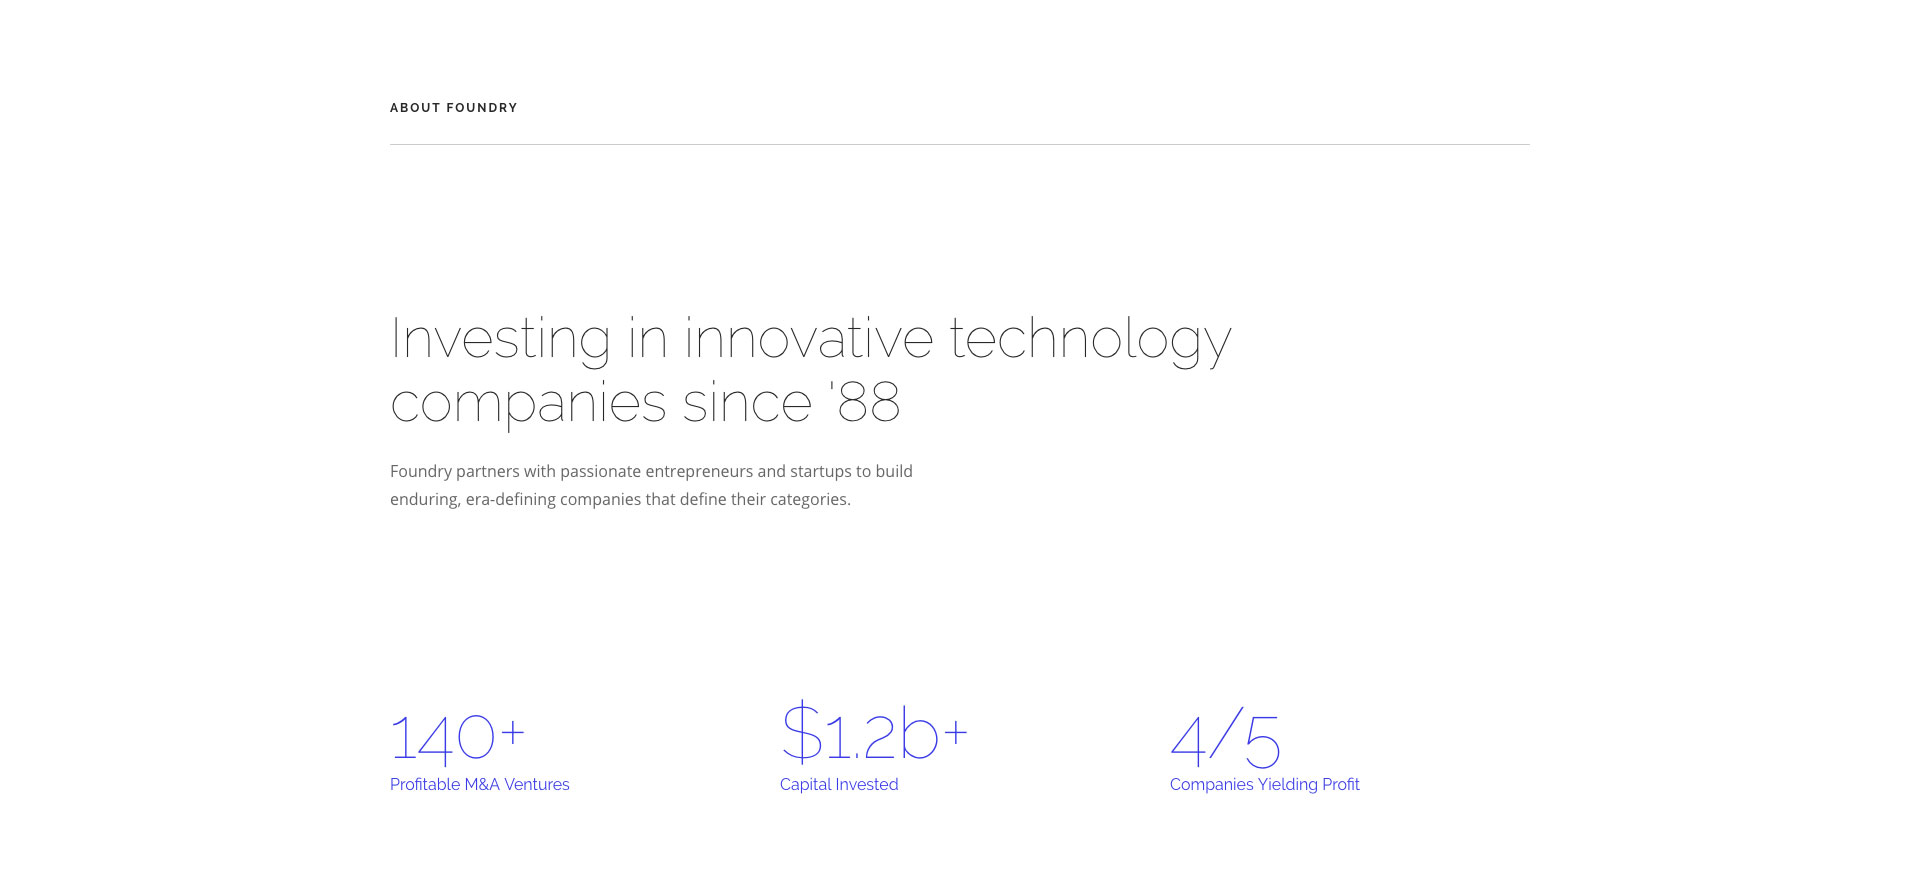 ABOUT FOUNDRY
Investing in innovative technology
companies since '88
Foundry partners with passionate entrepreneurs and startups to build
enduring, era-defining companies that define their categories.
140+
Profitable M&A Ventures
$1.2b+
Capital Invested
4/5
Companies Yielding Profit